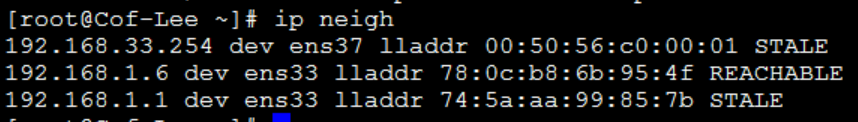 [root@Cof-Lee ~]# ip neigh
192.168.33.254 dev ens37 lladdr 00:50:56:c0:00:01 STALE
192.168.1.6 dev ens33 lladdr 78:0c:b8:6b:95:4f REACHABLE
192.168.1.1 dev ens33 lladdr 74:5a:aa:99:85:7b STALE